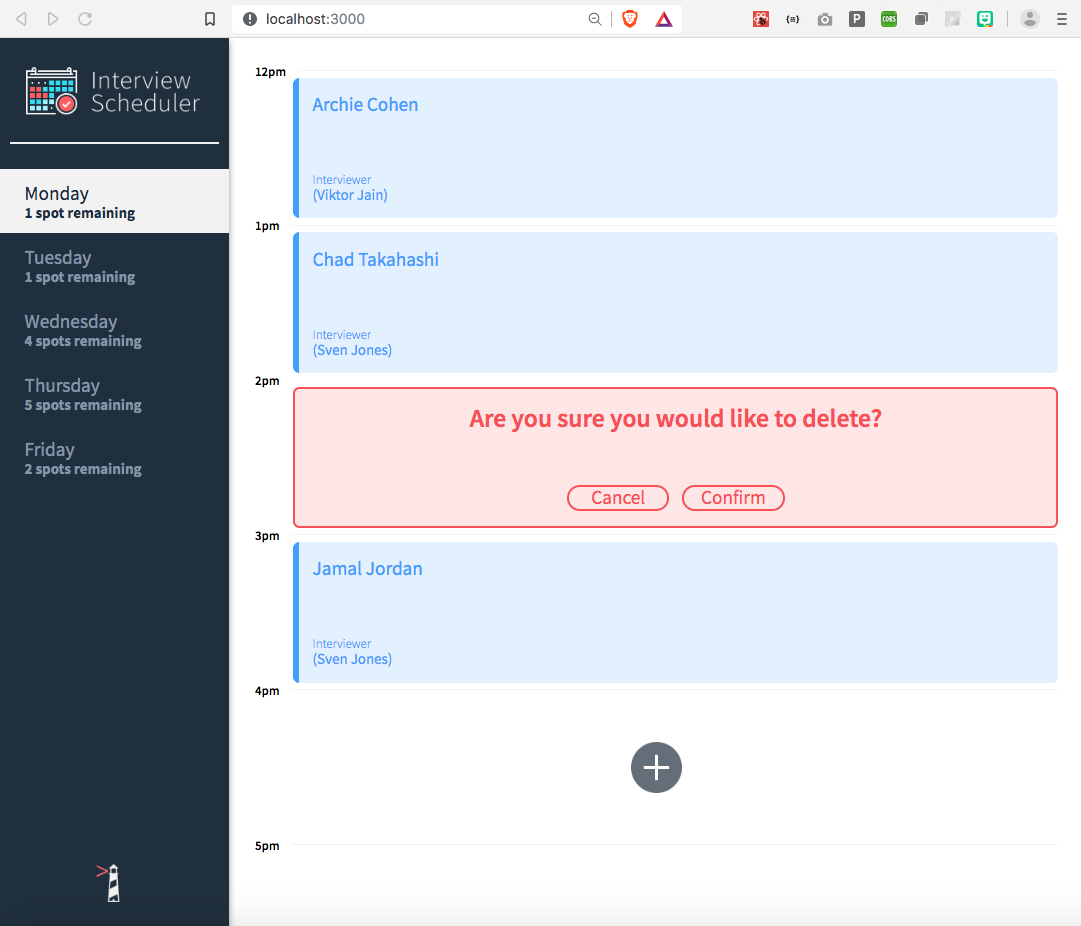 localhost:3000
P
CORS
Interview
Scheduler
Monday
1 spot remaining
Tuesday
1 spot remaining
Wednesday
4 spots remaining
Thursday
5 spots remaining
Friday
2 spots remaining
12pm
Archie Cohen
Interviewer
(Viktor Jain)
1pm
Chad Takahashi
Interviewer
(Sven Jones)
2pm
Are you sure you would like to delete?
Cancel Confirm
3pm
Jamal Jordan
Interviewer
(Sven Jones)
4pm
5pm